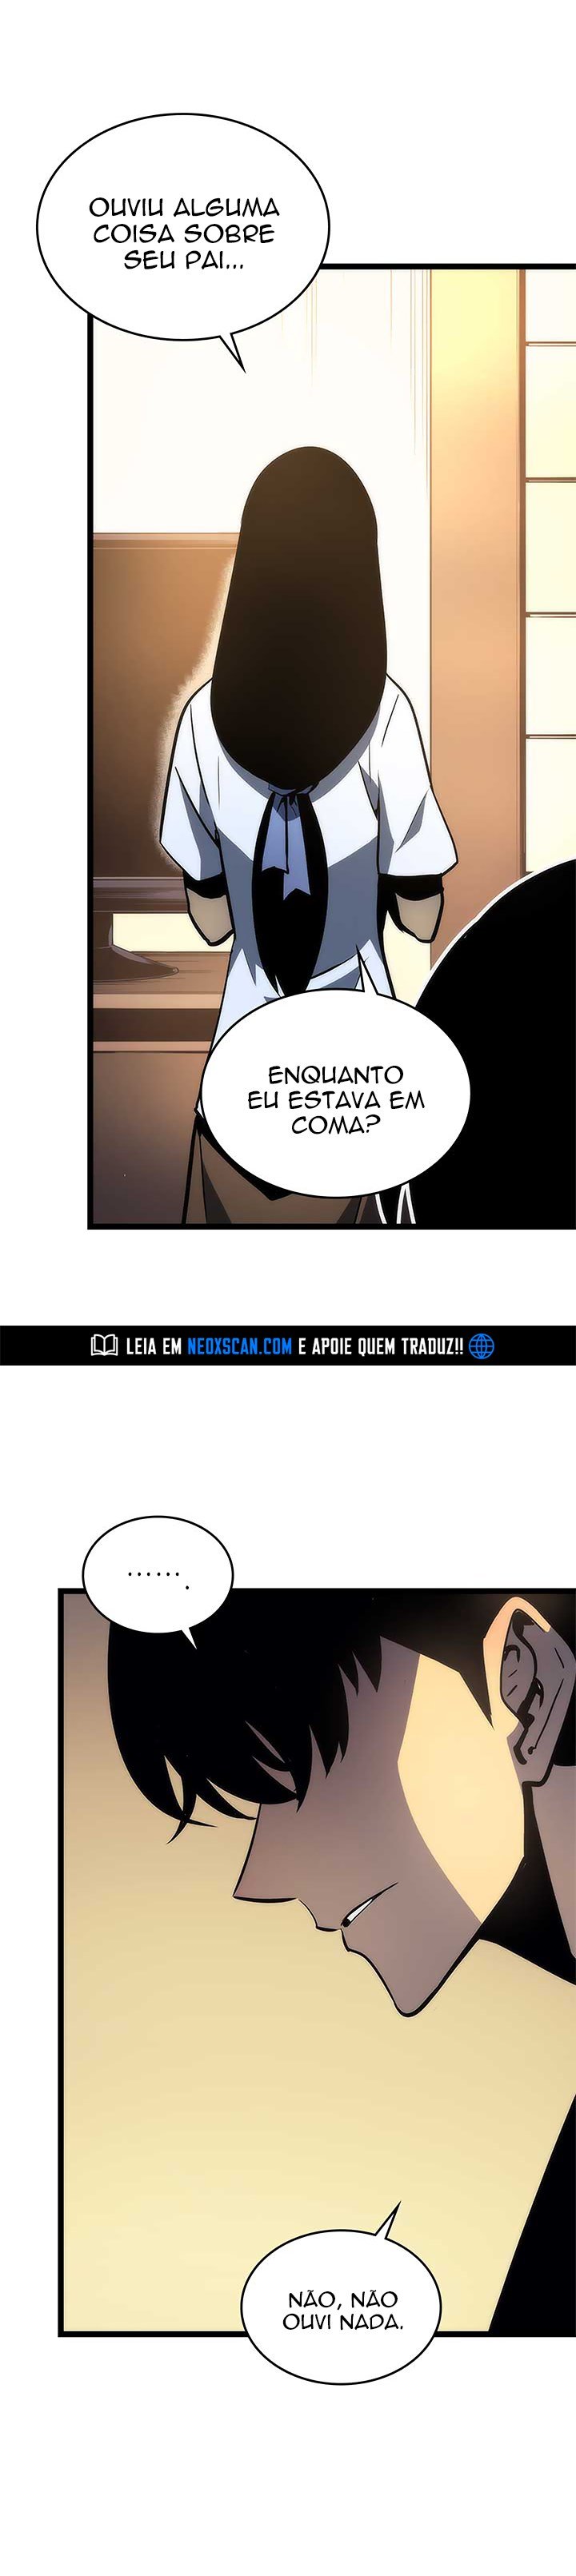 OUVIU ALGUMA
COISA SOBRE
SEU PAI...
ENQUANTO
EU ESTAVA EM
COMA?
LEIA EM NEOXSCAN.COM E APOIE QUEM TRADUZ!!
.......
NÃO, NÃO
OUVI NADA.